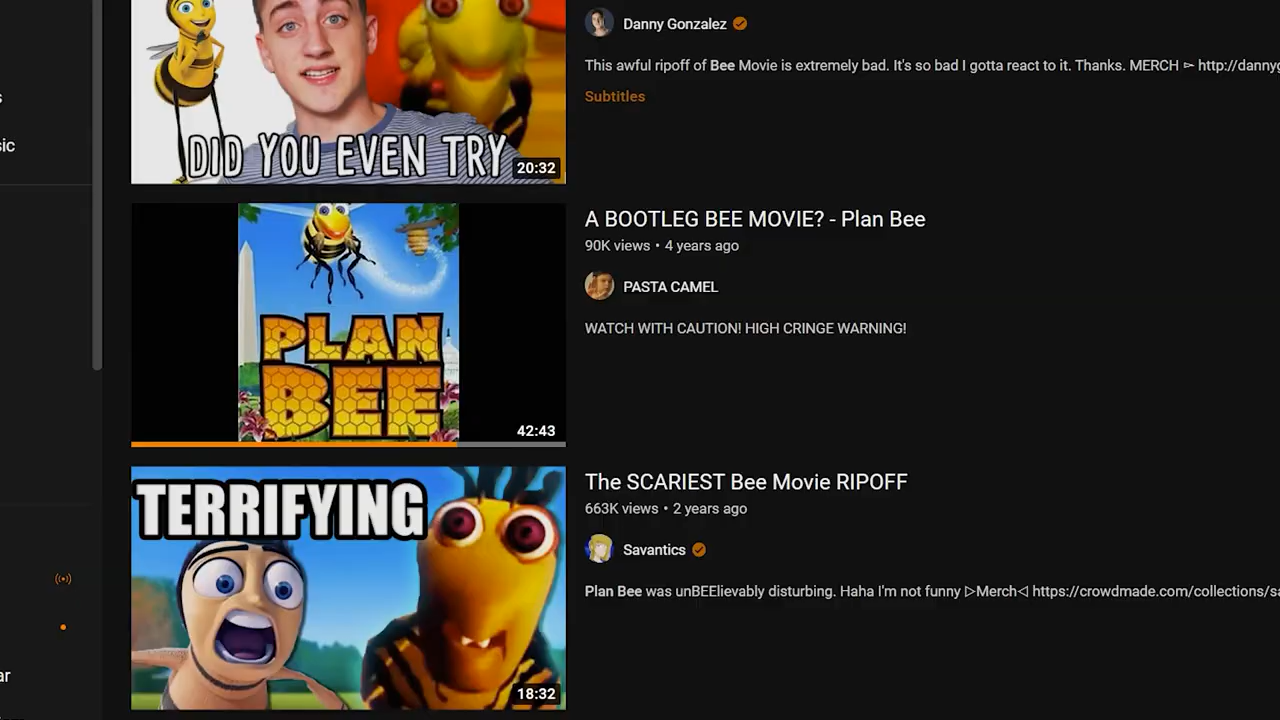 Danny Gonzalez
This awful ripoff of Bee Movie is extremely bad. It's so bad I gotta react to it. Thanks. MERCH ► http://dannyg
Subtitles
s
sic
DID YOU EVEN TRY
20:32
A BOOTLEG BEE MOVIE? - Plan Bee
90K views • 4 years ago
PASTA CAMEL
WATCH WITH CAUTION! HIGH CRINGE WARNING!
PLAN
BEE
42:43
The SCARIEST Bee Movie RIPOFF
663K views • 2 years ago
TERRIFYING
Savantics
Plan Bee was unBEElievably disturbing. Haha I'm not funny ▷Merch◁ https://crowdmade.com/collections/sa
ar
18:32